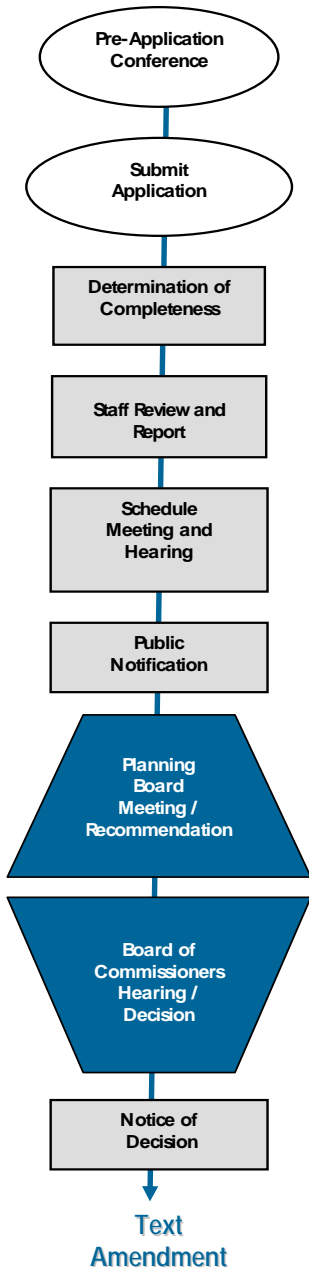 Pre-Application
Conference
Submit
Application
Determination of
Completeness
Staff Review and
Report
Schedule
Meeting and
Hearing
Public
Notification
Planning
Board
Meeting /
Recommendation
Board of
Commissioners
Hearing /
Decision
Notice of
Decision
Text
Amendment